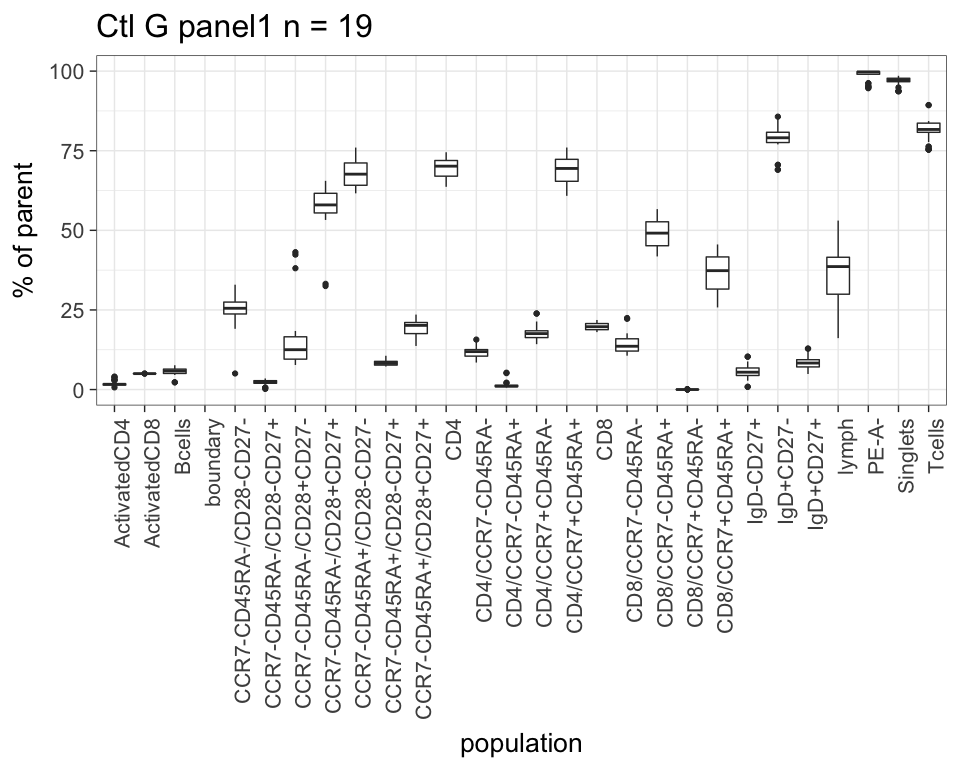 Ctl G panel1 n = 19
% of parent
100
75
50
25
0
ActivatedCD4
ActivatedCD8
Bcells
boundary
CCR7-CD45RA-/CD28-CD27-
CCR7-CD45RA-/CD28-CD27+
CCR7-CD45RA-/CD28+CD27-
CCR7-CD45RA-/CD28+CD27+
CCR7-CD45RA+/CD28-CD27-
CCR7-CD45RA+/CD28-CD27+
CCR7-CD45RA+/CD28+CD27+
CD4
CD4/CCR7-CD45RA-
CD4/CCR7-CD45RA+
CD4/CCR7+CD45RA-
CD4/CCR7+CD45RA+
CD8
CD8/CCR7-CD45RA-
CD8/CCR7-CD45RA+
CD8/CCR7+CD45RA-
CD8/CCR7+CD45RA+
IgD-CD27+
IgD+CD27-
IgD+CD27+
lymph
PE-A-
Singlets
Tcells
population